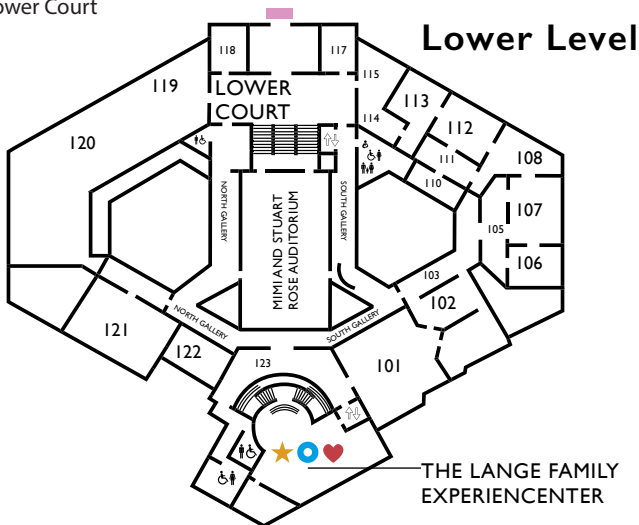 ower Court
Lower Level
118
117
119
115
LOWER
COURT
113
114
112
120
111
108
110
107
NORTH GALLERY
SOUTH GALLERY
MIMI AND STUART
ROSE AUDITORIUM
105
106
103
102
NORTH GALLERY
SOUTH GALLERY
121
122
123
101
THE LANGE FAMILY
EXPERIENCENTER